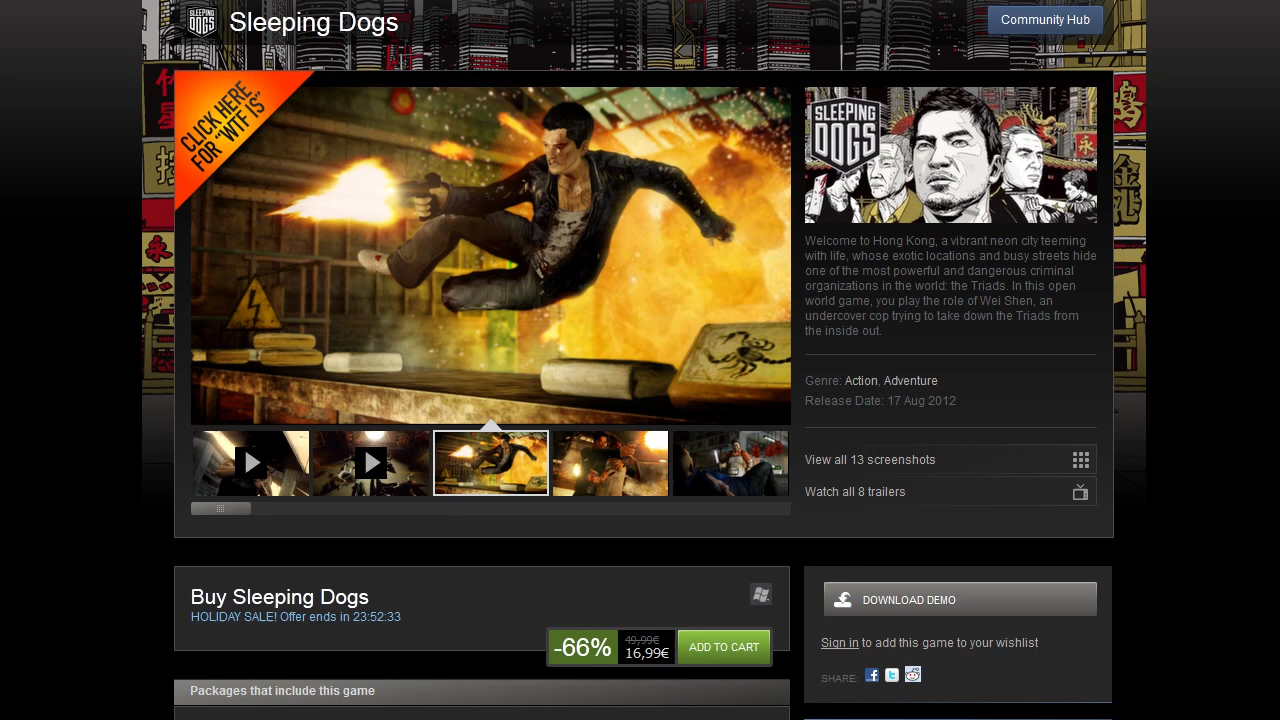 SLEEPING
DOGS
Sleeping Dogs
Community Hub
CLICK HERE
FOR "WTF IS"
SLEEPING
DOGS
永
永
Welcome to Hong Kong, a vibrant neon city teeming
with life, whose exotic locations and busy streets hide
one of the most powerful and dangerous criminal
organizations in the world: the Triads. In this open
world game, you play the role of Wei Shen, an
undercover cop trying to take down the Triads from
the inside out.
Genre: Action, Adventure
Release Date: 17 Aug 2012
View all 13 screenshots
Watch all 8 trailers
Buy Sleeping Dogs
HOLIDAY SALE! Offer ends in 23:52:33
-66%
49,99€
16,99€
ADD TO CART
Packages that include this game
DOWNLOAD DEMO
Sign in to add this game to your wishlist
SHARE: